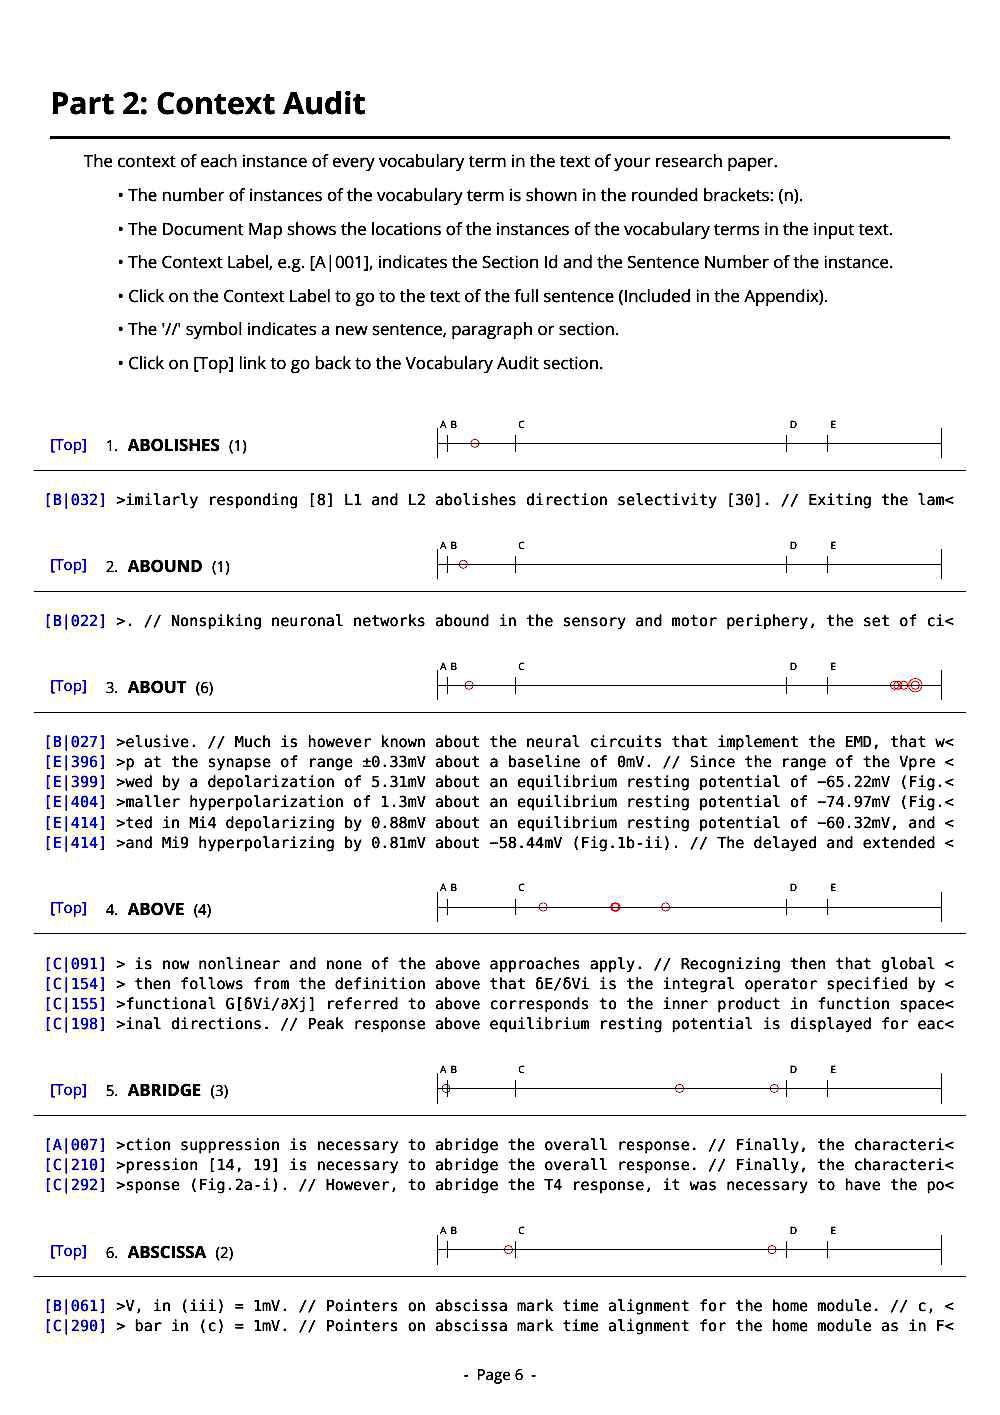 Part 2: Context Audit
The context of each instance of every vocabulary term in the text of your research paper.
• The number of instances of the vocabulary term is shown in the rounded brackets: (n).
• The Document Map shows the locations of the instances of the vocabulary terms in the input text.
• The Context Label, e.g. [A|001], indicates the Section Id and the Sentence Number of the instance.
• Click on the Context Label to go to the text of the full sentence (Included in the Appendix).
• The '//' symbol indicates a new sentence, paragraph or section.
• Click on [Top] link to go back to the Vocabulary Audit section.
A B C D E
[Top] 1. ABOLISHES (1)
[B|032] >imilarly responding [8] L1 and L2 abolishes direction selectivity [30]. // Exiting the lam<
A B C D E
[Top] 2. ABOUND (1)
[B|022] >. // Nonspiking neuronal networks abound in the sensory and motor periphery, the set of ci<
A B C D E
[Top] 3. ABOUT (6)
[B|027] >elusive. // Much is however known about the neural circuits that implement the EMD, that w<
[E|396] >p at the synapse of range ±0.33mV about a baseline of 0mV. // Since the range of the Vpre <
[E|399] >wed by a depolarization of 5.31mV about an equilibrium resting potential of −65.22mV (Fig.<
[E|404] >maller hyperpolarization of 1.3mV about an equilibrium resting potential of −74.97mV (Fig.<
[E|414] >ted in Mi4 depolarizing by 0.88mV about an equilibrium resting potential of −60.32mV, and <
[E|414] >and Mi9 hyperpolarizing by 0.81mV about −58.44mV (Fig.1b-ii). // The delayed and extended <
A B C D E
[Top] 4. ABOVE (4)
[C|091] > is now nonlinear and none of the above approaches apply. // Recognizing then that global <
[C|154] > then follows from the definition above that δE/δVi is the integral operator specified by <
[C|155] >functional G[δVi/∂Xj] referred to above corresponds to the inner product in function space<
[C|198] >inal directions. // Peak response above equilibrium resting potential is displayed for eac<
A B C D E
[Top] 5. ABRIDGE (3)
[A|007] >ction suppression is necessary to abridge the overall response. // Finally, the characteri<
[C|210] >pression [14, 19] is necessary to abridge the overall response. // Finally, the characteri<
[C|292] >sponse (Fig.2a-i). // However, to abridge the T4 response, it was necessary to have the po<
A B C D E
[Top] 6. ABSCISSA (2)
[B|061] >V, in (iii) = 1mV. // Pointers on abscissa mark time alignment for the home module. // c, <
[C|290] > bar in (c) = 1mV. // Pointers on abscissa mark time alignment for the home module as in F<
- Page 6 -